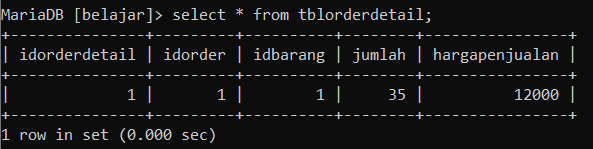 MariaDB [belajar]> select * from tblorderdetail;
+---------------+---------+----------+--------+----------------+
| idorderdetail | idorder | idbarang | jumlah | hargapenjualan |
+---------------+---------+----------+--------+----------------+
|             1 |       1 |        1 |     35 |          12000 |
+---------------+---------+----------+--------+----------------+
1 row in set (0.000 sec)